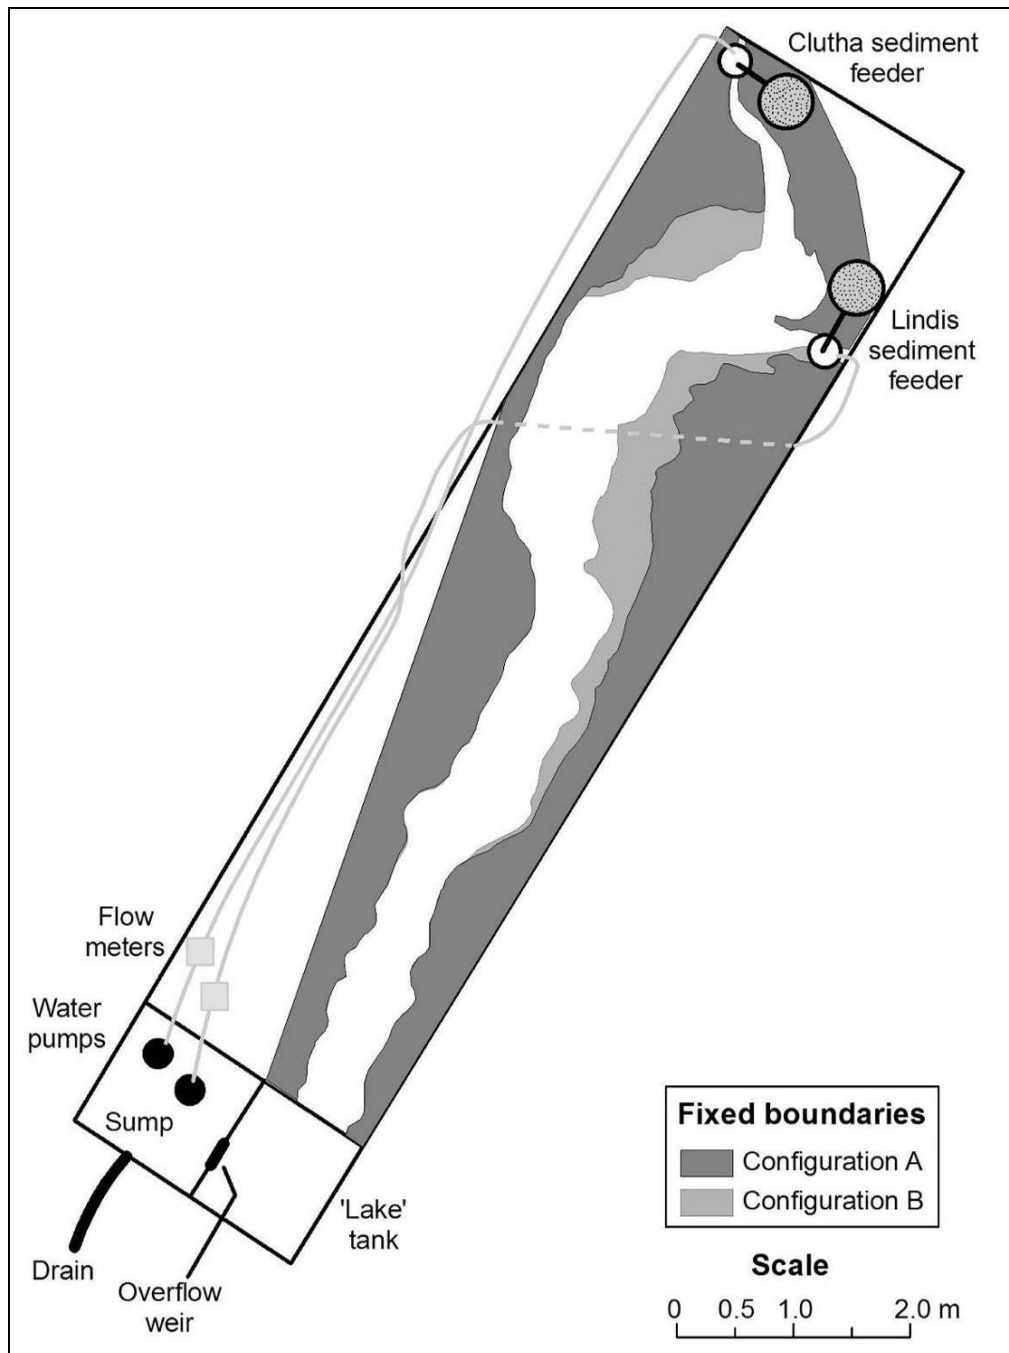 Clutha sediment
feeder
Lindis
sediment
feeder
Flow
meters
Water
pumps
Sump
'Lake'
tank
Drain
Overflow
weir
Fixed boundaries
Configuration A
Configuration B
Scale
0 0.5 1.0 2.0 m